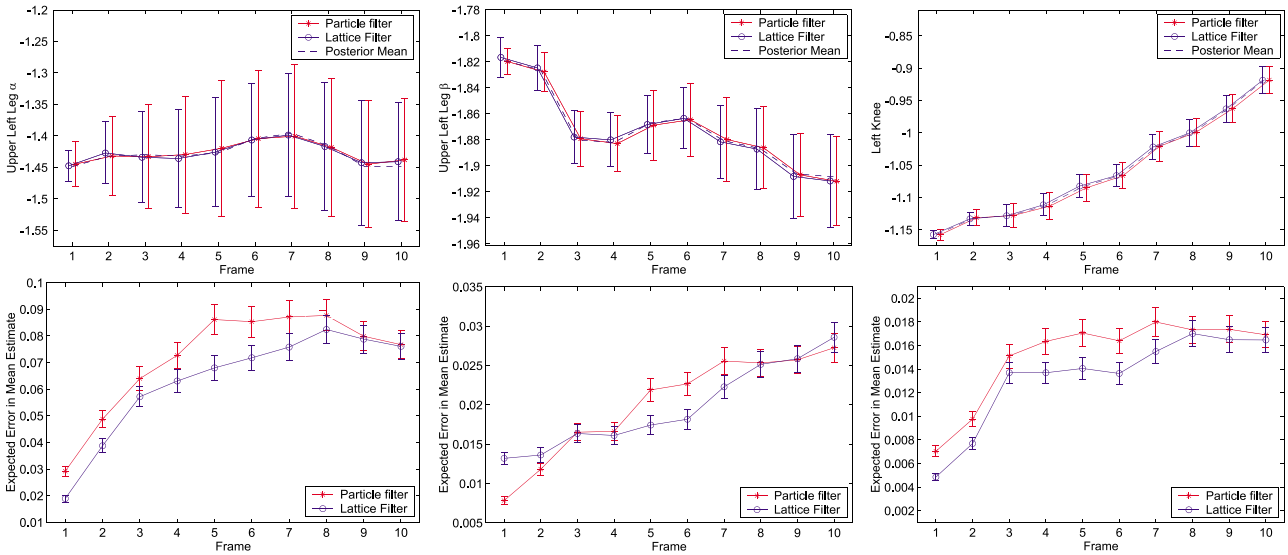 -1.2
-1.25
-1.3
-1.35
-1.4
-1.45
-1.5
-1.55
Upper Left Leg α
Particle filter
Lattice Filter
Posterior Mean
1 2 3 4 5 6 7 8 9 10
Frame
-1.78
-1.8
-1.82
-1.84
-1.86
-1.88
-1.9
-1.92
-1.94
-1.96
Upper Left Leg β
Particle filter
Lattice Filter
Posterior Mean
1 2 3 4 5 6 7 8 9 10
Frame
-0.85
-0.9
-0.95
-1
-1.05
-1.1
-1.15
Left Knee
Particle filter
Lattice Filter
Posterior Mean
1 2 3 4 5 6 7 8 9 10
Frame
0.1
0.09
0.08
0.07
0.06
0.05
0.04
0.03
0.02
0.01
Expected Error in Mean Estimate
Particle filter
Lattice Filter
1 2 3 4 5 6 7 8 9 10
Frame
0.035
0.03
0.025
0.02
0.015
0.01
0.005
Expected Error in Mean Estimate
Particle filter
Lattice Filter
1 2 3 4 5 6 7 8 9 10
Frame
0.02
0.018
0.016
0.014
0.012
0.01
0.008
0.006
0.004
0.002
Expected Error in Mean Estimate
Particle filter
Lattice Filter
1 2 3 4 5 6 7 8 9 10
Frame